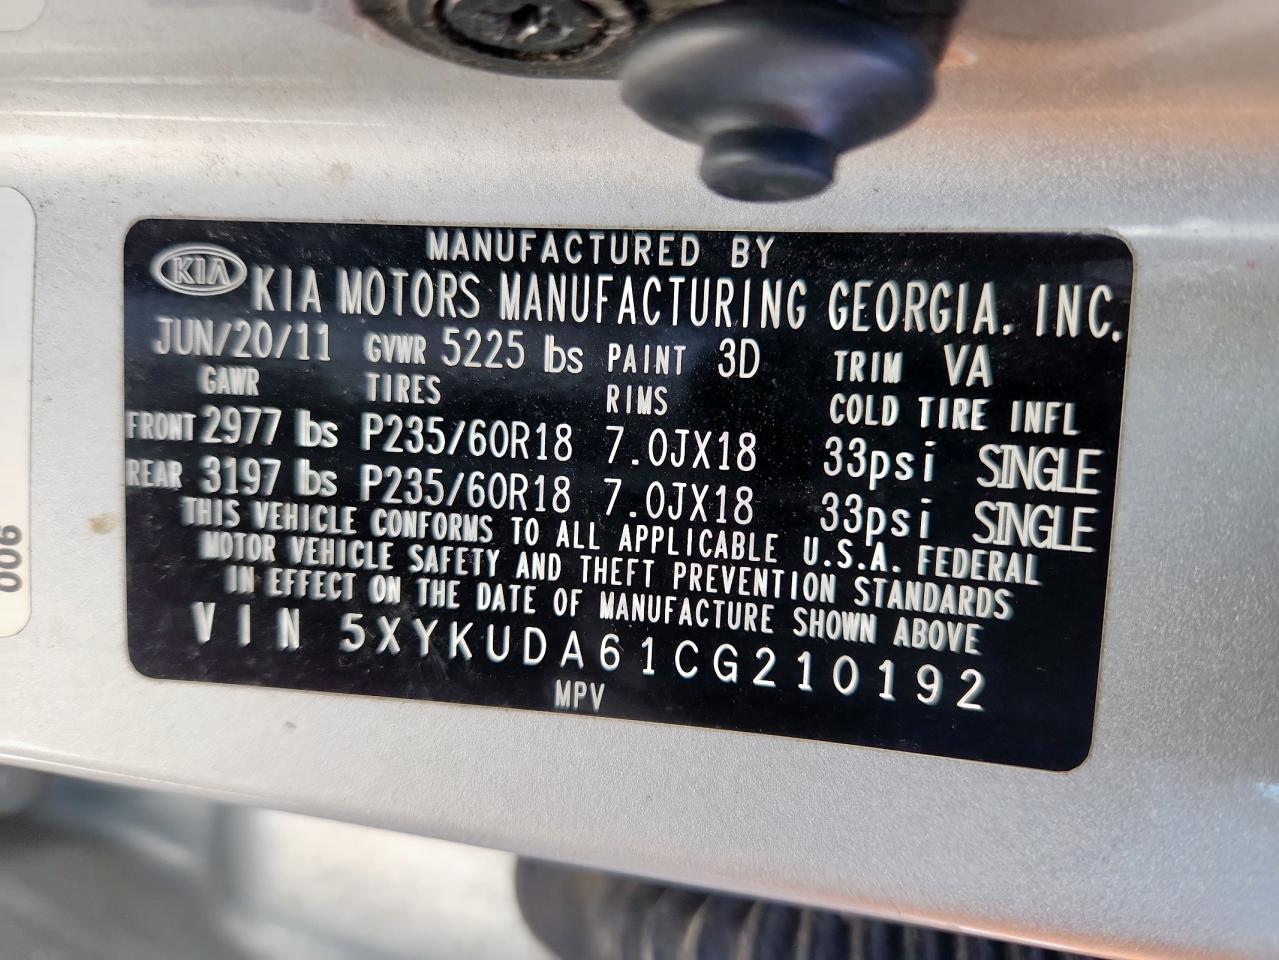 MANUFACTURED BY
KIA KIA MOTORS MANUFACTURING GEORGIA, INC.
JUN/20/11 GVWR 5225 lbs PAINT 3D TRIM VA
GAWR TIRES RIMS COLD TIRE INFL
FRONT 2977 lbs P235/60R18 7.0JX18 33psi SINGLE
REAR 3197 lbs P235/60R18 7.0JX18 33psi SINGLE
THIS VEHICLE CONFORMS TO ALL APPLICABLE U.S.A. FEDERAL
MOTOR VEHICLE SAFETY AND THEFT PREVENTION STANDARDS
IN EFFECT ON THE DATE OF MANUFACTURE SHOWN ABOVE
VIN 5XYKUDA61CG210192
MPV
006